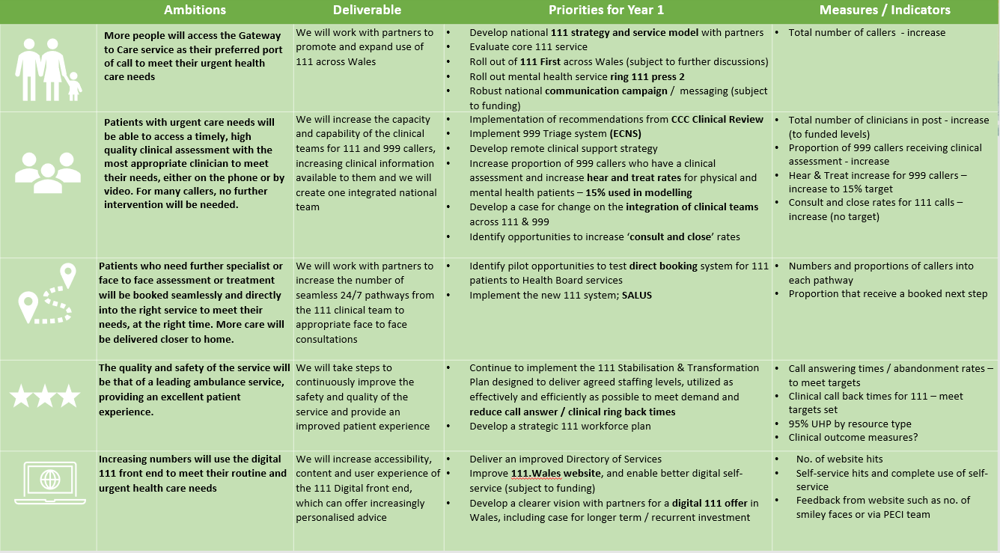 Ambitions
Deliverable
Priorities for Year 1
Measures / Indicators
More people will access the Gateway
to Care service as their preferred port
of call to meet their urgent health
care needs
We will work with partners to
promote and expand use of
111 across Wales
• Develop national 111 strategy and service model with partners
• Evaluate core 111 service
• Roll out of 111 First across Wales (subject to further discussions)
• Roll out mental health service ring 111 press 2
• Robust national communication campaign / messaging (subject
to funding)
• Total number of callers - increase
Patients with urgent care needs will
be able to access a timely, high
quality clinical assessment with the
most appropriate clinician to meet
their needs, either on the phone or by
video. For many callers, no further
intervention will be needed.
We will increase the capacity
and capability of the clinical
teams for 111 and 999 callers,
increasing clinical information
available to them and we will
create one integrated national
team
• Implementation of recommendations from CCC Clinical Review
• Implement 999 Triage system (ECNS)
• Develop remote clinical support strategy
• Increase proportion of 999 callers who have a clinical
assessment and increase hear and treat rates for physical and
mental health patients – 15% used in modelling
• Develop a case for change on the integration of clinical teams
across 111 & 999
• Identify opportunities to increase ‘consult and close’ rates
• Total number of clinicians in post - increase
(to funded levels)
• Proportion of 999 callers receiving clinical
assessment - increase
• Hear & Treat increase for 999 callers –
increase to 15% target
• Consult and close rates for 111 calls –
increase (no target)
Patients who need further specialist or
face to face assessment or treatment
will be booked seamlessly and directly
into the right service to meet their
needs, at the right time. More care will
be delivered closer to home.
We will work with partners to
increase the number of
seamless 24/7 pathways from
the 111 clinical team to
appropriate face to face
consultations
• Identify pilot opportunities to test direct booking system for 111
patients to Health Board services
• Implement the new 111 system; SALUS
• Numbers and proportions of callers into
each pathway
• Proportion that receive a booked next step
The quality and safety of the service will
be that of a leading ambulance service,
providing an excellent patient
experience.
We will take steps to
continuously improve the
safety and quality of the
service and provide an
improved patient experience
• Continue to implement the 111 Stabilisation & Transformation
Plan designed to deliver agreed staffing levels, utilized as
effectively and efficiently as possible to meet demand and
reduce call answer / clinical ring back times
• Develop a strategic 111 workforce plan
• Call answering times / abandonment rates –
to meet targets
• Clinical call back times for 111 – meet
targets set
• 95% UHP by resource type
• Clinical outcome measures?
Increasing numbers will use the digital
111 front end to meet their routine and
urgent health care needs
We will increase accessibility,
content and user experience of
the 111 Digital front end,
which can offer increasingly
personalised advice
• Deliver an improved Directory of Services
• Improve 111.Wales website, and enable better digital self-
service (subject to funding)
• Develop a clearer vision with partners for a digital 111 offer in
Wales, including case for longer term / recurrent investment
• No. of website hits
• Self-service hits and complete use of self-
service
• Feedback from website such as no. of
smiley faces or via PECI team